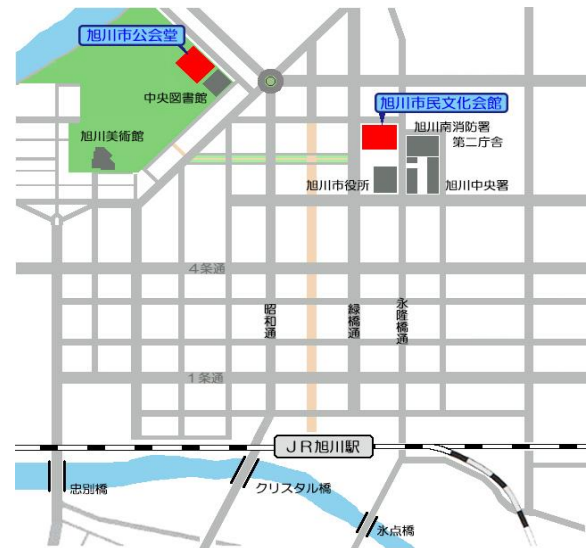 旭川市公会堂
中央図書館
旭川市民文化会館
旭川美術館
旭川南消防署
第二庁舎
旭川市役所
旭川中央署
4条通
昭和通
緑橋通
永隆橋通
1条通
JR旭川駅
忠別橋
クリスタル橋
氷点橋